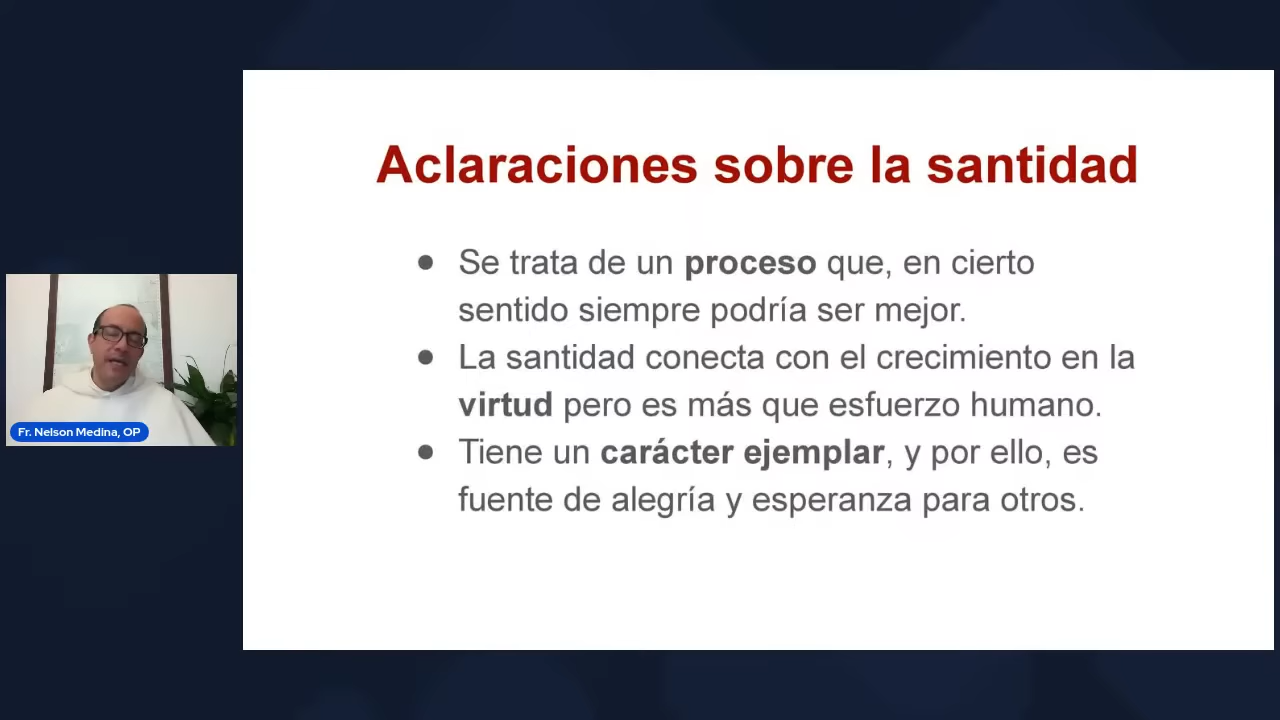 Aclaraciones sobre la santidad
● Se trata de un proceso que, en cierto
sentido siempre podría ser mejor.
● La santidad conecta con el crecimiento en la
virtud pero es más que esfuerzo humano.
● Tiene un carácter ejemplar, y por ello, es
fuente de alegría y esperanza para otros.
Fr. Nelson Medina, OP